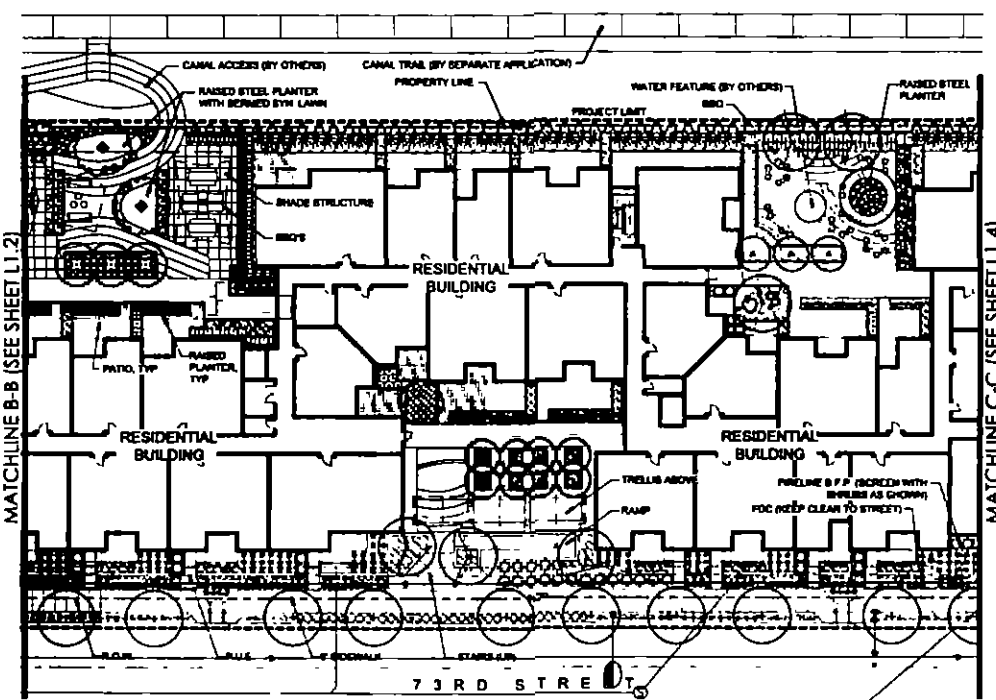 CANAL ACCESS (BY OTHERS)
CANAL TRAIL (BY SEPARATE APPLICATION)
PROPERTY LINE
RAISED STEEL PLANTER
WITH BERMED SYN LAWN
WATER FEATURE (BY OTHERS)
BBQ
RAISED STEEL
PLANTER
PROJECT LIMIT
SHADE STRUCTURE
BBQ'S
RESIDENTIAL
BUILDING
MATCHLINE B-B (SEE SHEET L1.2)
MATCHLINE C-C (SEE SHEET L1.4)
PATIO, TYP
RAISED
PLANTER,
TYP
RESIDENTIAL
BUILDING
RESIDENTIAL
BUILDING
TRELLIS ABOVE
RAMP
FIRELINE B.F.P. (SCREEN WITH
SHRUBS AS SHOWN)
FDC (KEEP CLEAR TO STREET)
R.O.W.
P.U.E.
SIDEWALK
STAIRS (UP)
73RD STREET
S